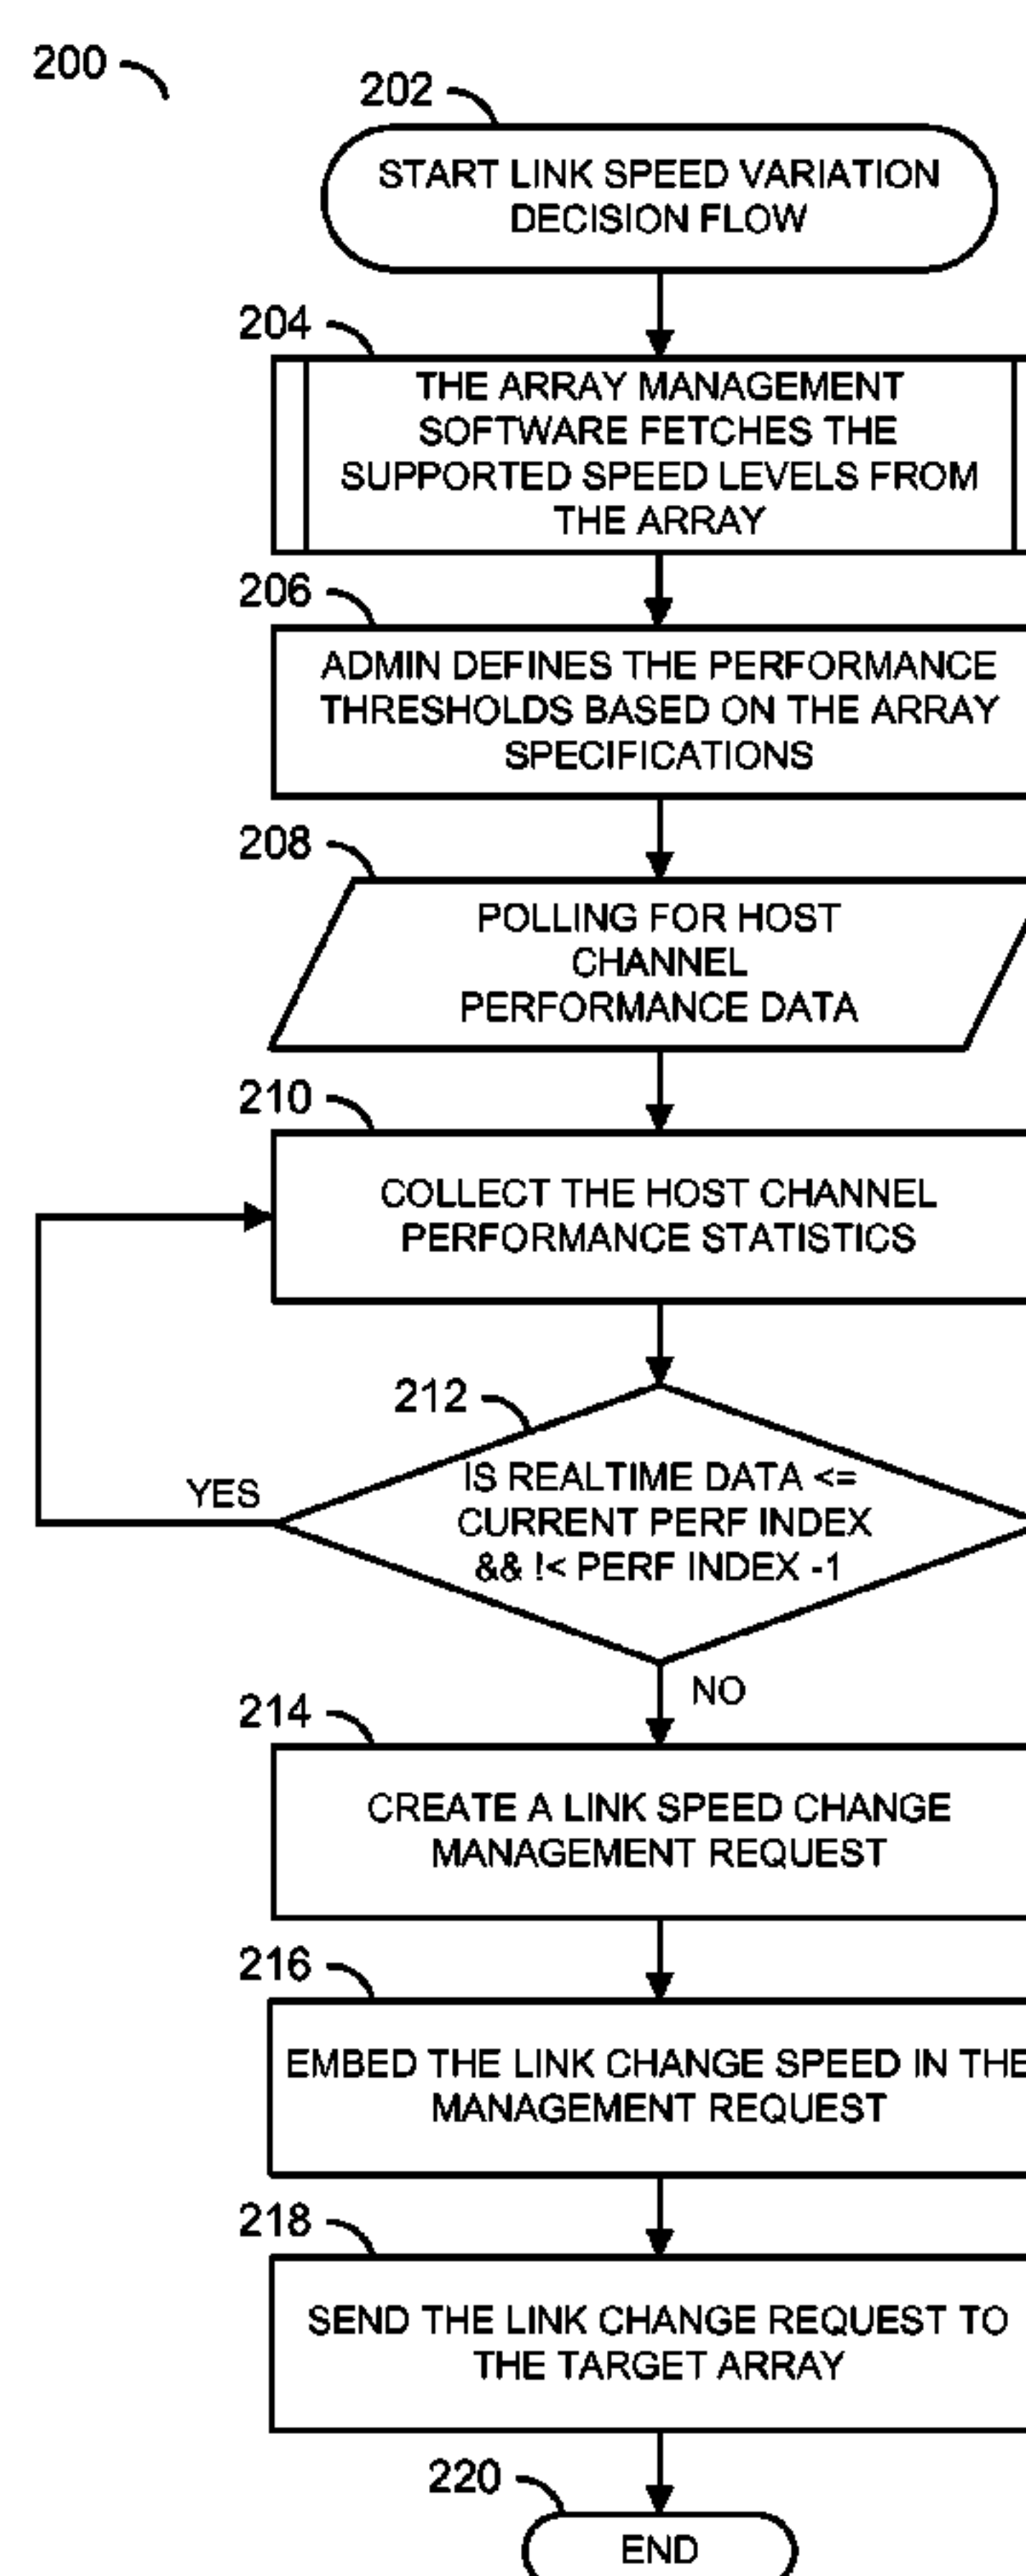 200
202
START LINK SPEED VARIATION
DECISION FLOW
204
THE ARRAY MANAGEMENT
SOFTWARE FETCHES THE
SUPPORTED SPEED LEVELS FROM
THE ARRAY
206
ADMIN DEFINES THE PERFORMANCE
THRESHOLDS BASED ON THE ARRAY
SPECIFICATIONS
208
POLLING FOR HOST
CHANNEL
PERFORMANCE DATA
210
COLLECT THE HOST CHANNEL
PERFORMANCE STATISTICS
212
IS REALTIME DATA <=
CURRENT PERF INDEX
&& !< PERF INDEX -1
YES
NO
214
CREATE A LINK SPEED CHANGE
MANAGEMENT REQUEST
216
EMBED THE LINK CHANGE SPEED IN THE
MANAGEMENT REQUEST
218
SEND THE LINK CHANGE REQUEST TO
THE TARGET ARRAY
220
END